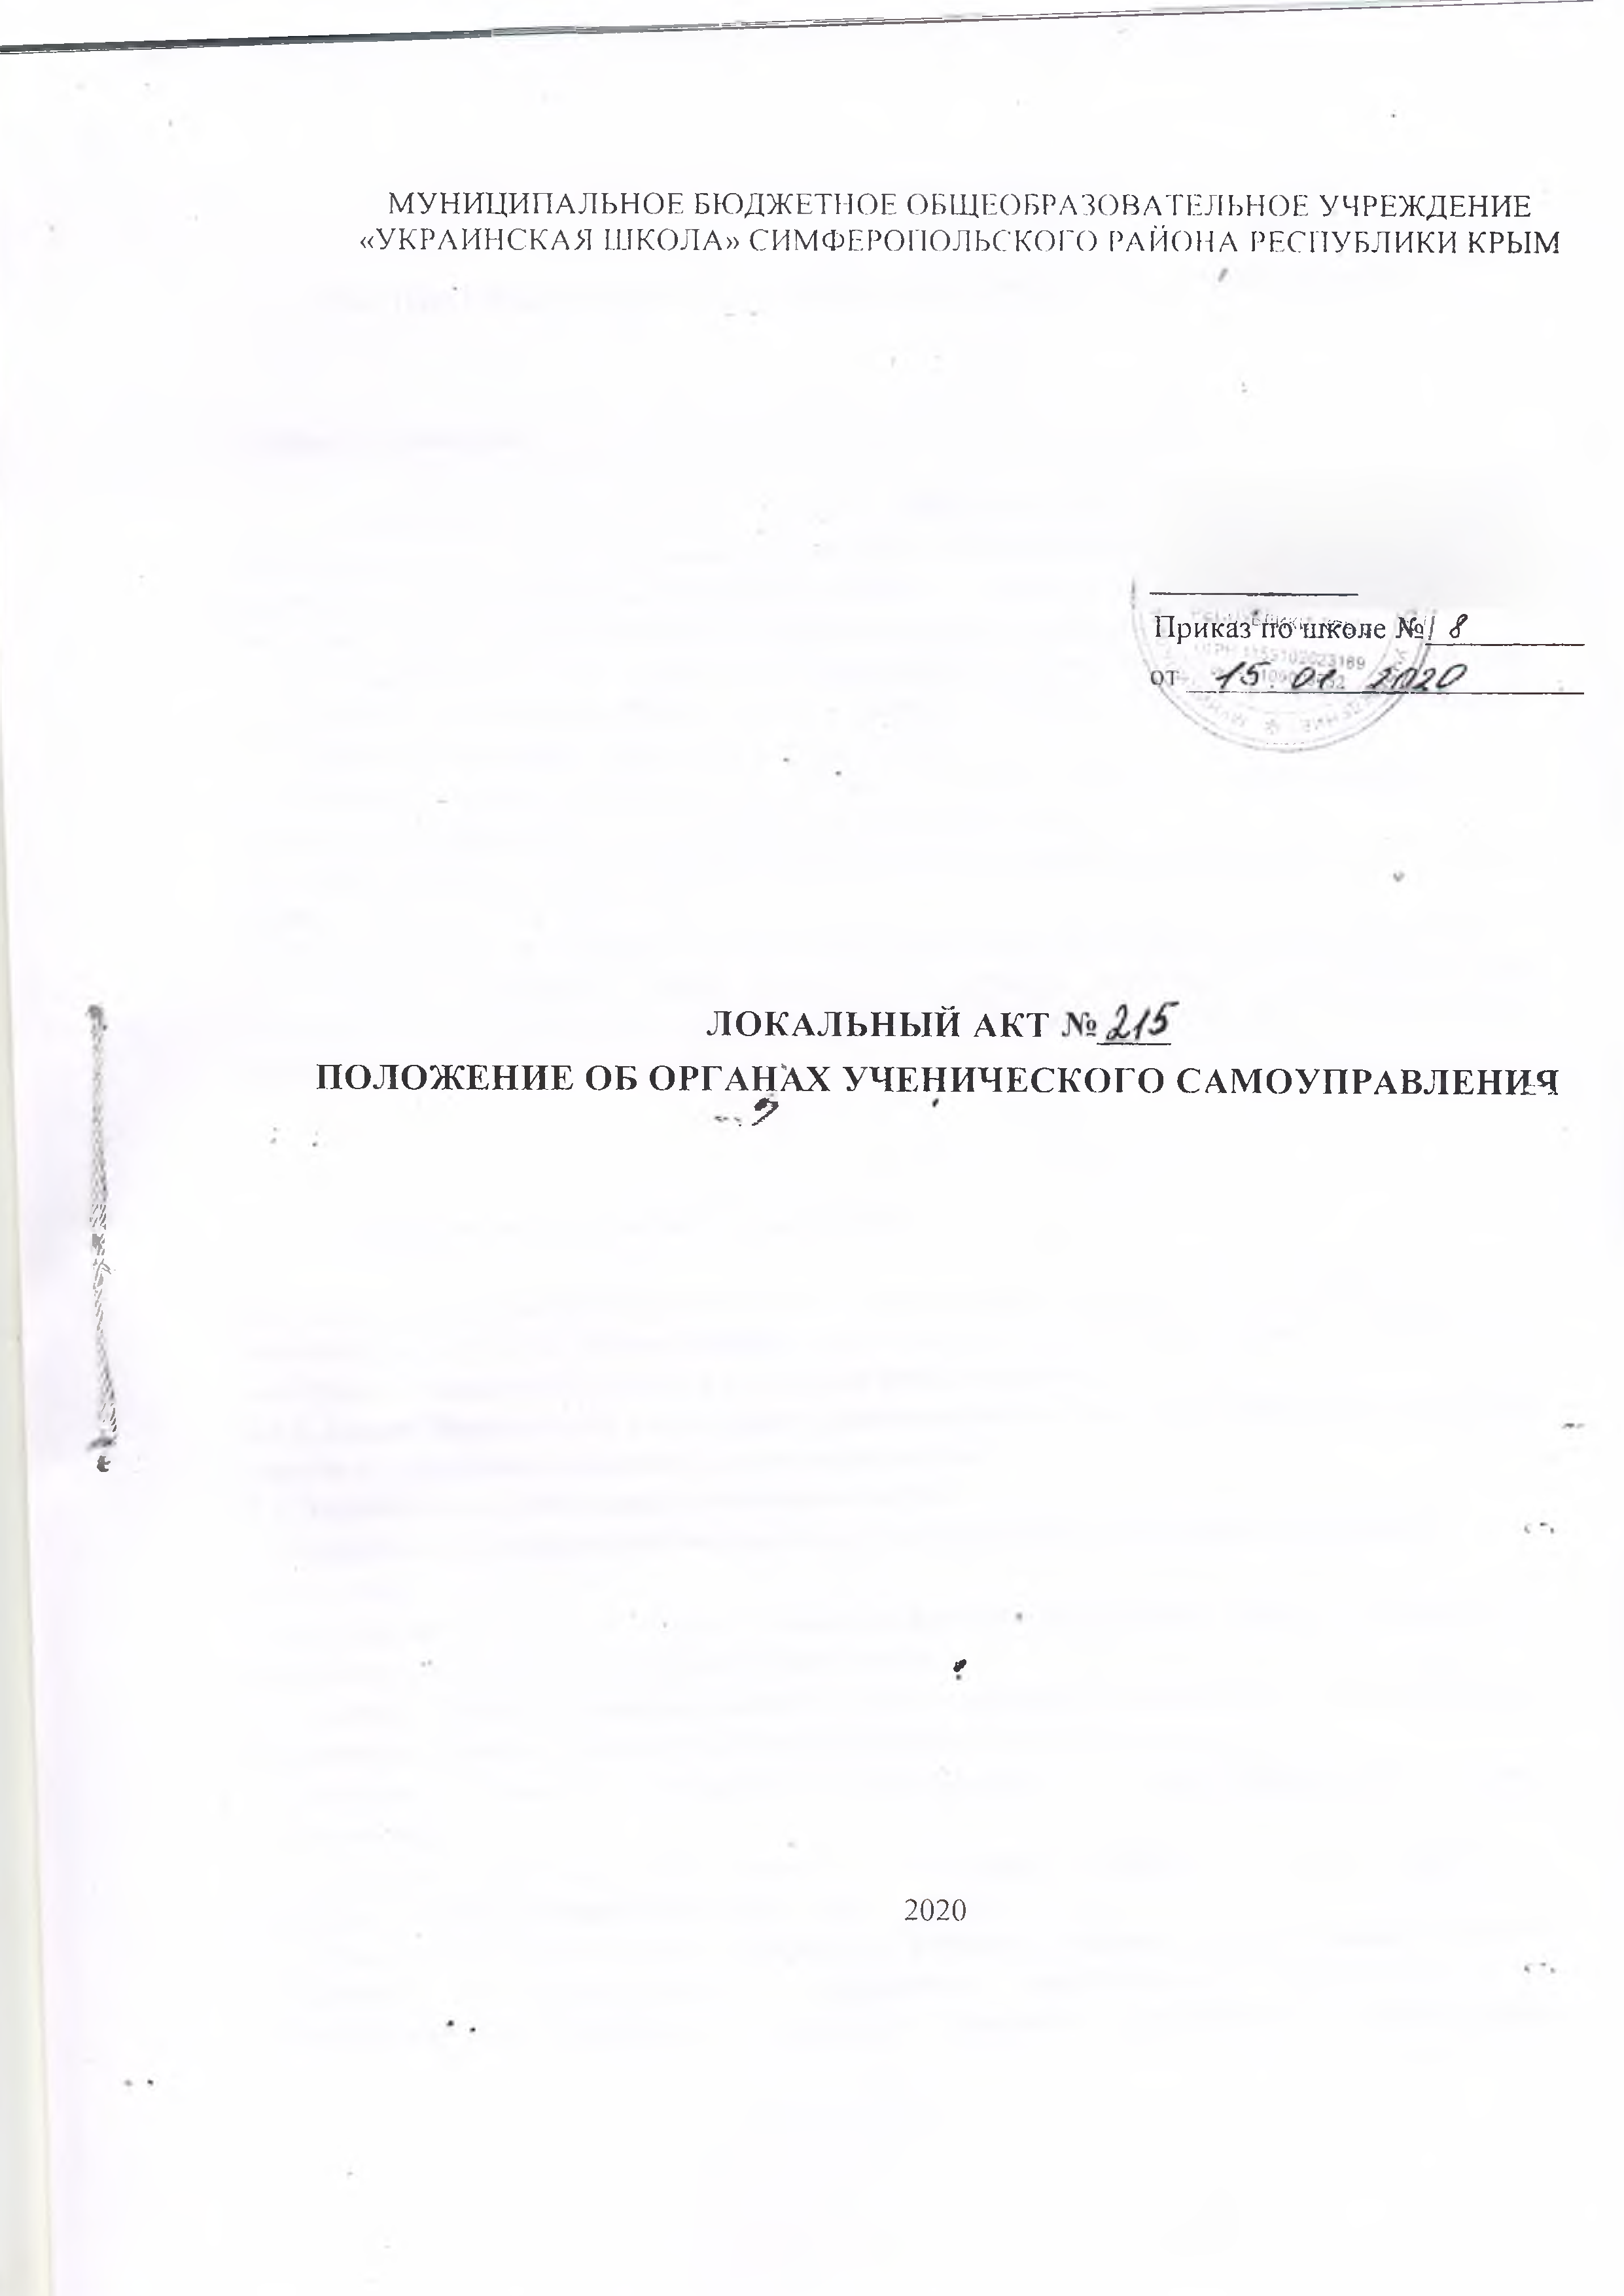 МУНИЦИПАЛЬНОЕ БЮДЖЕТНОЕ ОБЩЕОБРАЗОВАТЕЛЬНОЕ УЧРЕЖДЕНИЕ
«УКРАИНСКАЯ ШКОЛА» СИМФЕРОПОЛЬСКОГО РАЙОНА РЕСПУБЛИКИ КРЫМ
Приказ по школе № 8
от 15.01 2020
ЛОКАЛЬНЫЙ АКТ № 215
ПОЛОЖЕНИЕ ОБ ОРГАНАХ УЧЕНИЧЕСКОГО САМОУПРАВЛЕНИЯ
2020